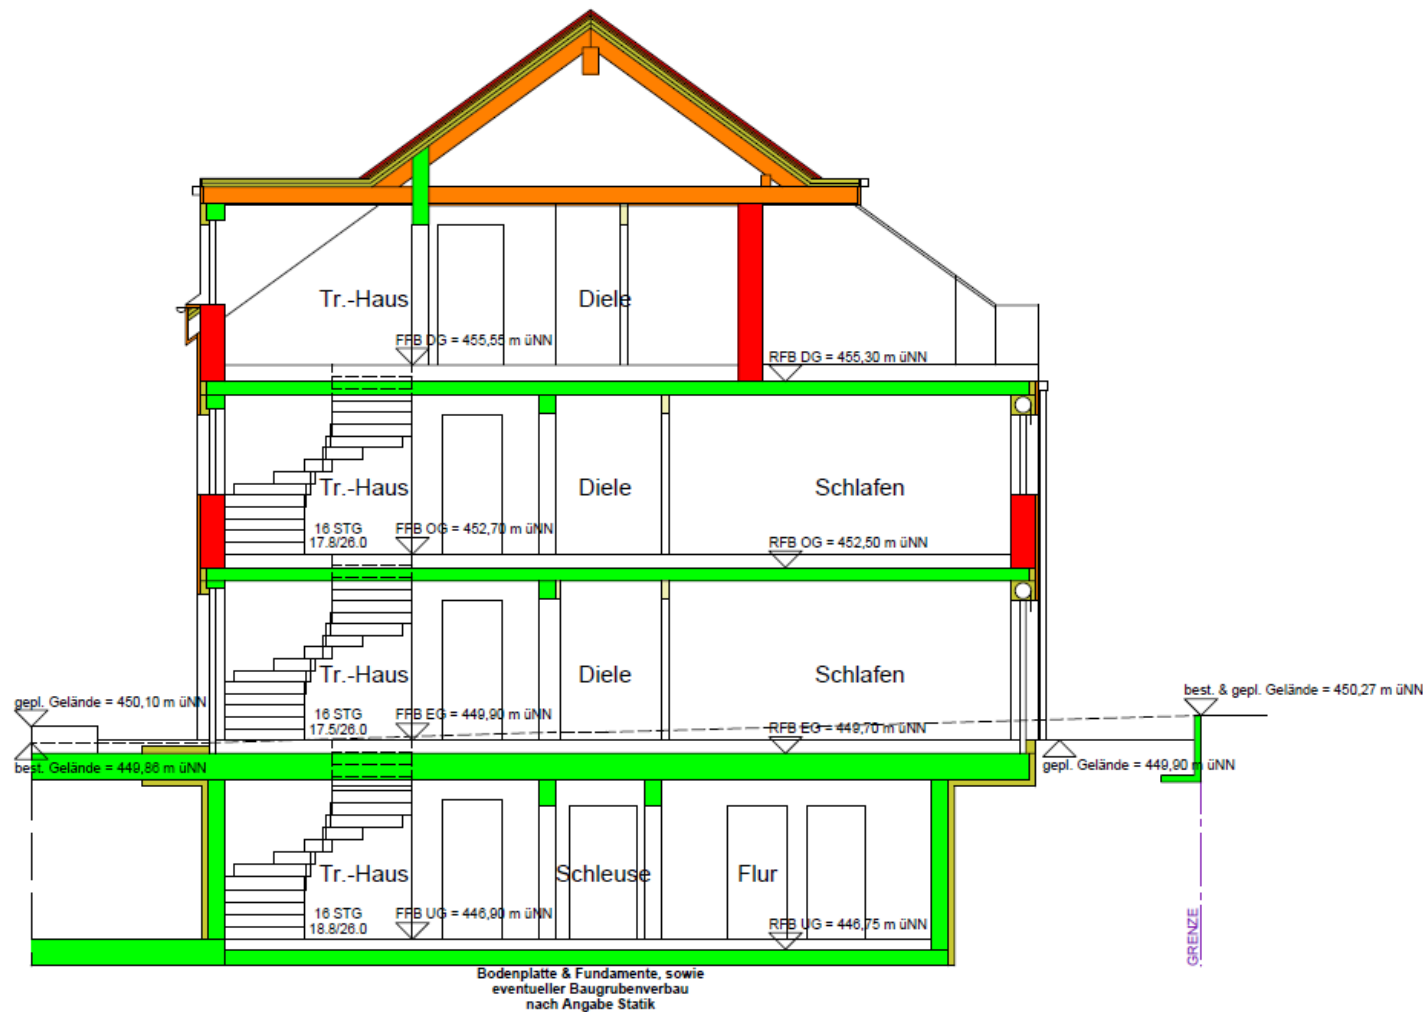 Tr.-Haus
Diele
FFB DG = 455,55 m üNN
RFB DG = 455,30 m üNN
Tr.-Haus
Diele
Schlafen
16 STG
17.8/26.0
FFB OG = 452,70 m üNN
RFB OG = 452,50 m üNN
Tr.-Haus
Diele
Schlafen
gepl. Gelände = 450,10 m üNN
best. & gepl. Gelände = 450,27 m üNN
16 STG
17.5/26.0
FFB EG = 449,90 m üNN
RFB EG = 449,70 m üNN
best. Gelände = 449,86 m üNN
gepl. Gelände = 449,90 m üNN
Tr.-Haus
Schleuse
Flur
16 STG
18.8/26.0
FFB UG = 446,90 m üNN
RFB UG = 446,75 m üNN
GRENZE
Bodenplatte & Fundamente, sowie
eventueller Baugrubenverbau
nach Angabe Statik